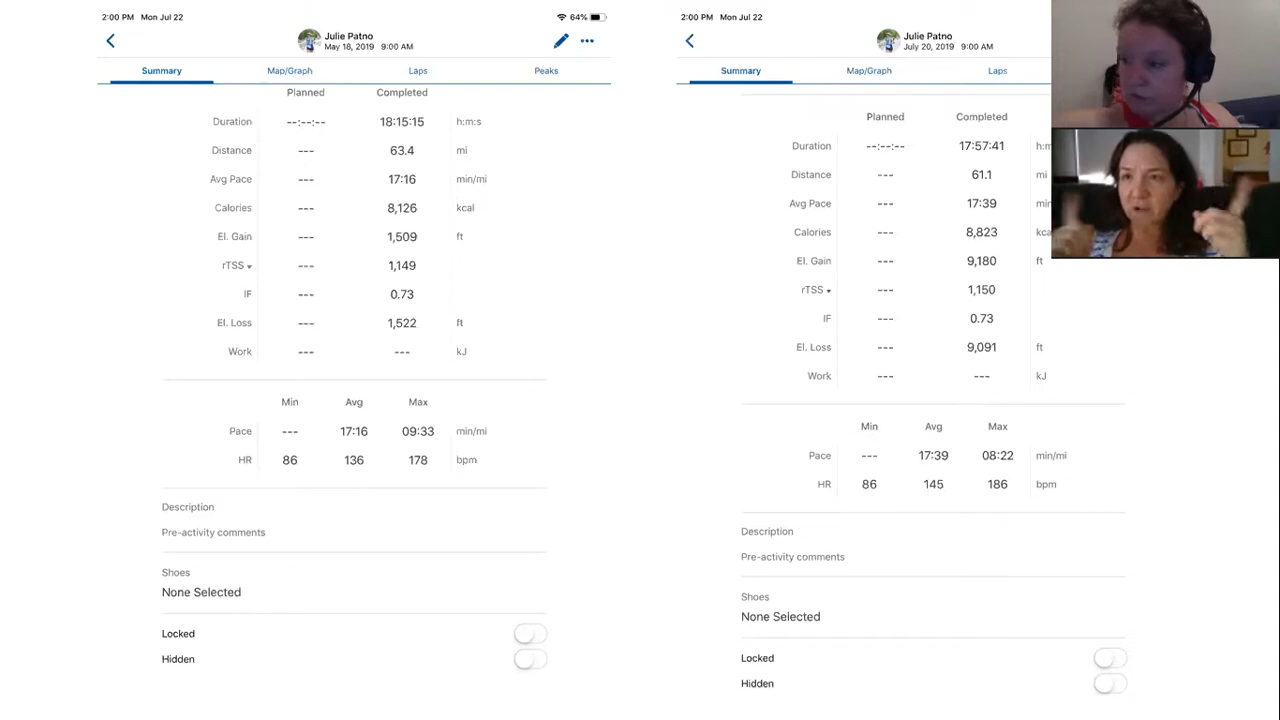 2:00 PM Mon Jul 22
64%
Julie Patno
May 18, 2019 9:00 AM
Summary Map/Graph Laps Peaks
Planned Completed
Duration --:--:-- 18:15:15 h:m:s
Distance --- 63.4 mi
Avg Pace --- 17:16 min/mi
Calories --- 8,126 kcal
El. Gain --- 1,509 ft
rTSS --- 1,149
IF --- 0.73
El. Loss --- 1,522 ft
Work --- --- kJ
Min Avg Max
Pace --- 17:16 09:33 min/mi
HR 86 136 178 bpm
Description
Pre-activity comments
Shoes
None Selected
Locked
Hidden
2:00 PM Mon Jul 22
Julie Patno
July 20, 2019 9:00 AM
Summary Map/Graph Laps
Planned Completed
Duration --:--:-- 17:57:41 h:m
Distance --- 61.1 mi
Avg Pace --- 17:39 min
Calories --- 8,823 kca
El. Gain --- 9,180 ft
rTSS --- 1,150
IF --- 0.73
El. Loss --- 9,091 ft
Work --- --- kJ
Min Avg Max
Pace --- 17:39 08:22 min/mi
HR 86 145 186 bpm
Description
Pre-activity comments
Shoes
None Selected
Locked
Hidden